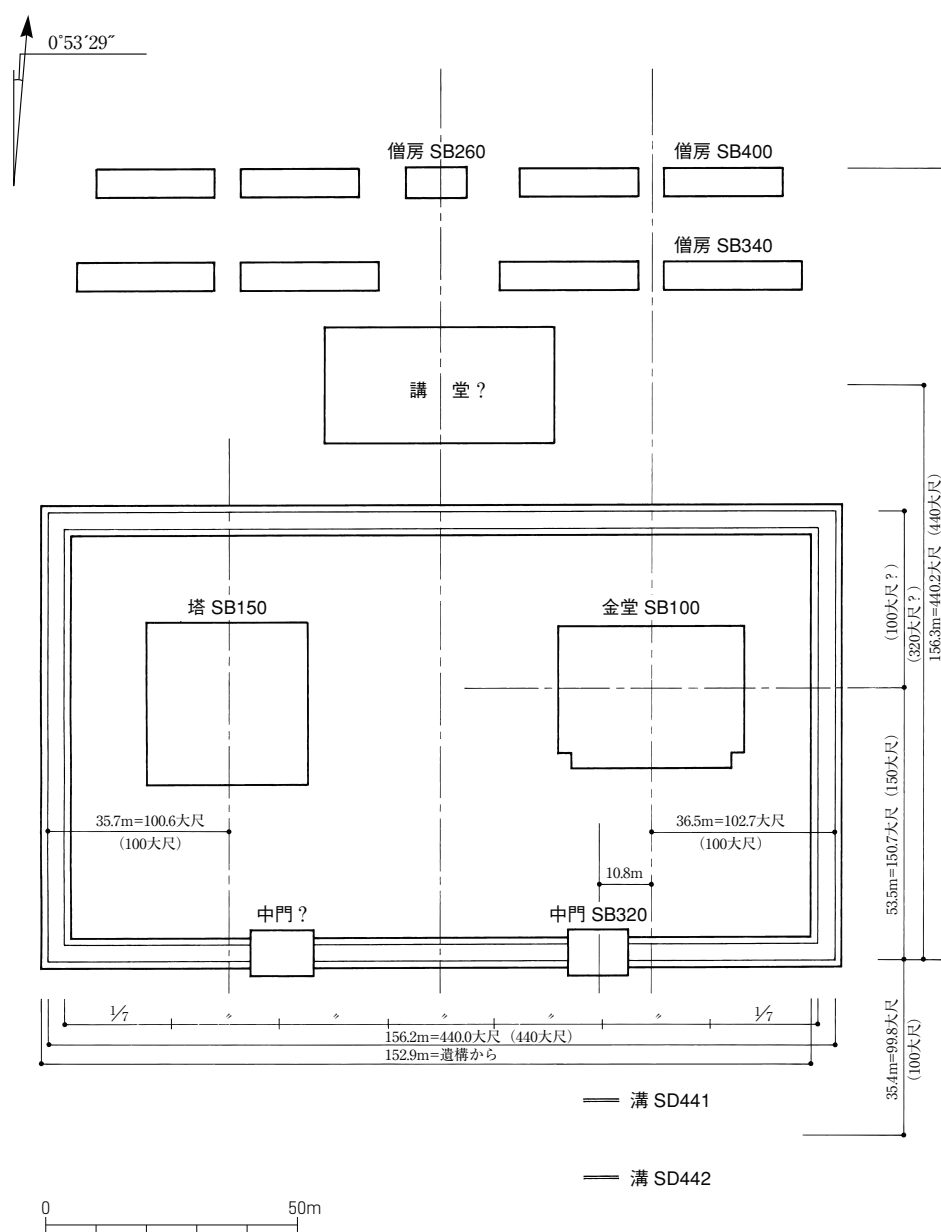 0°53′29″
僧房 SB260
僧房 SB400
僧房 SB340
講 堂 ?
塔 SB150
金堂 SB100
35.7m=100.6大尺
(100大尺)
36.5m=102.7大尺
(100大尺)
10.8m
中門 ?
中門 SB320
(100大尺 ? )
(320大尺 ? )
156.3m=440.2大尺 (440大尺)
53.5m=150.7大尺 (150大尺)
35.4m=99.8大尺
(100大尺)
1/7 〃 〃 〃 〃 〃 1/7
156.2m=440.0大尺 (440大尺)
152.9m=遺構から
溝 SD441
溝 SD442
0 50m